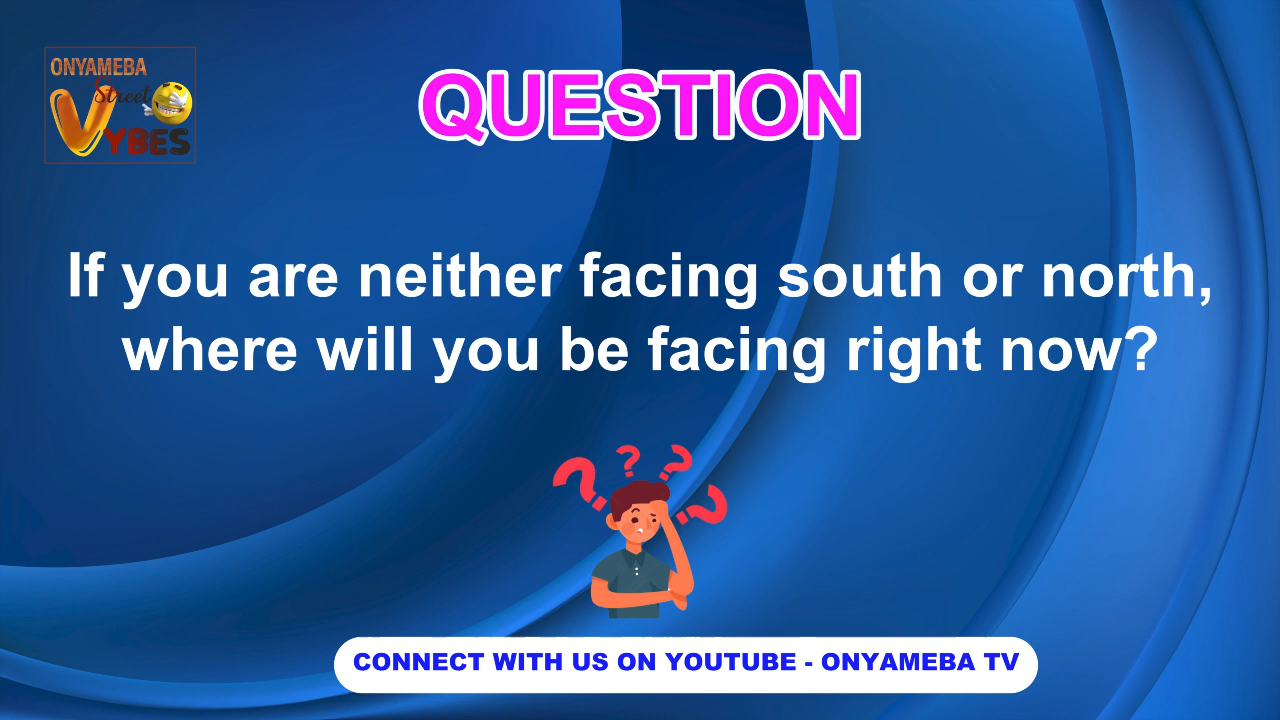 ONYAMEBA
Street
VYBES
QUESTION
If you are neither facing south or north,
where will you be facing right now?
CONNECT WITH US ON YOUTUBE - ONYAMEBA TV